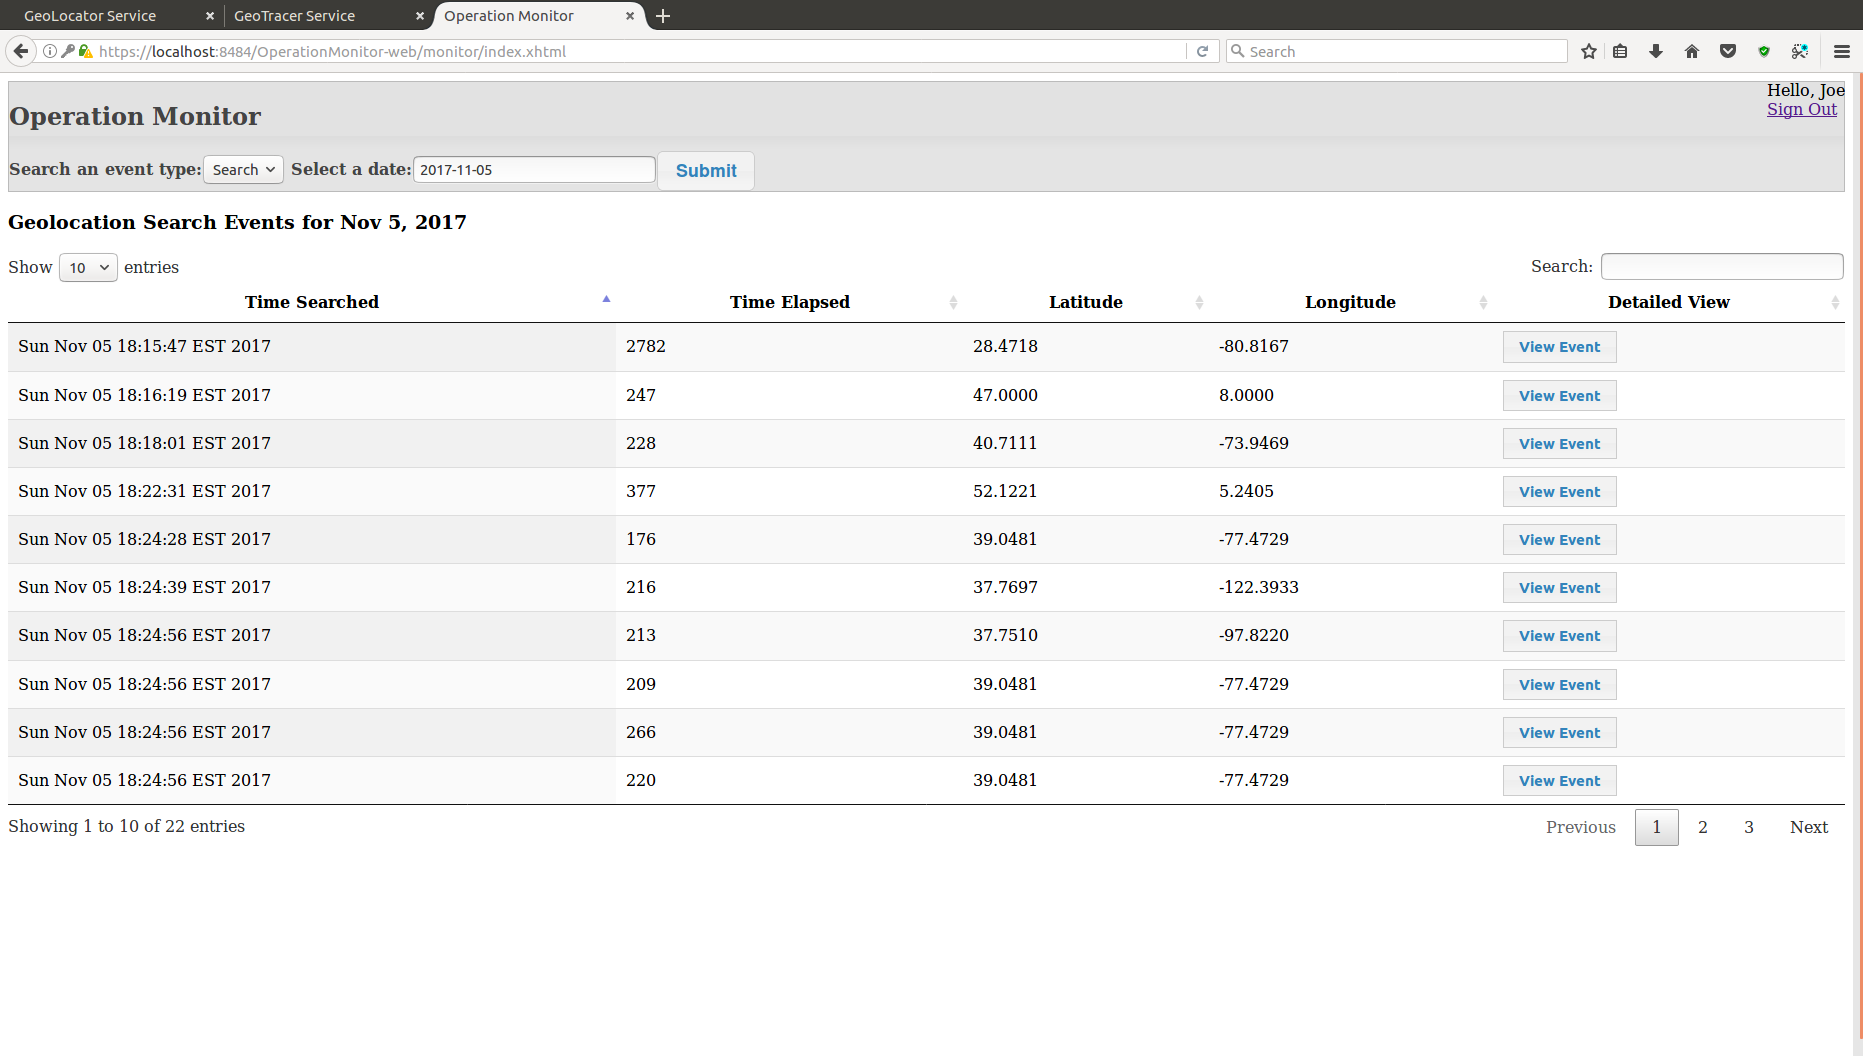 GeoLocator Service GeoTracer Service Operation Monitor
https://localhost:8484/OperationMonitor-web/monitor/index.xhtml Search
Hello, Joe
Sign Out
Operation Monitor
Search an event type: Search Select a date: 2017-11-05 Submit
Geolocation Search Events for Nov 5, 2017
Show 10 entries Search:
Time Searched Time Elapsed Latitude Longitude Detailed View
Sun Nov 05 18:15:47 EST 2017 2782 28.4718 -80.8167 View Event
Sun Nov 05 18:16:19 EST 2017 247 47.0000 8.0000 View Event
Sun Nov 05 18:18:01 EST 2017 228 40.7111 -73.9469 View Event
Sun Nov 05 18:22:31 EST 2017 377 52.1221 5.2405 View Event
Sun Nov 05 18:24:28 EST 2017 176 39.0481 -77.4729 View Event
Sun Nov 05 18:24:39 EST 2017 216 37.7697 -122.3933 View Event
Sun Nov 05 18:24:56 EST 2017 213 37.7510 -97.8220 View Event
Sun Nov 05 18:24:56 EST 2017 209 39.0481 -77.4729 View Event
Sun Nov 05 18:24:56 EST 2017 266 39.0481 -77.4729 View Event
Sun Nov 05 18:24:56 EST 2017 220 39.0481 -77.4729 View Event
Showing 1 to 10 of 22 entries Previous 1 2 3 Next